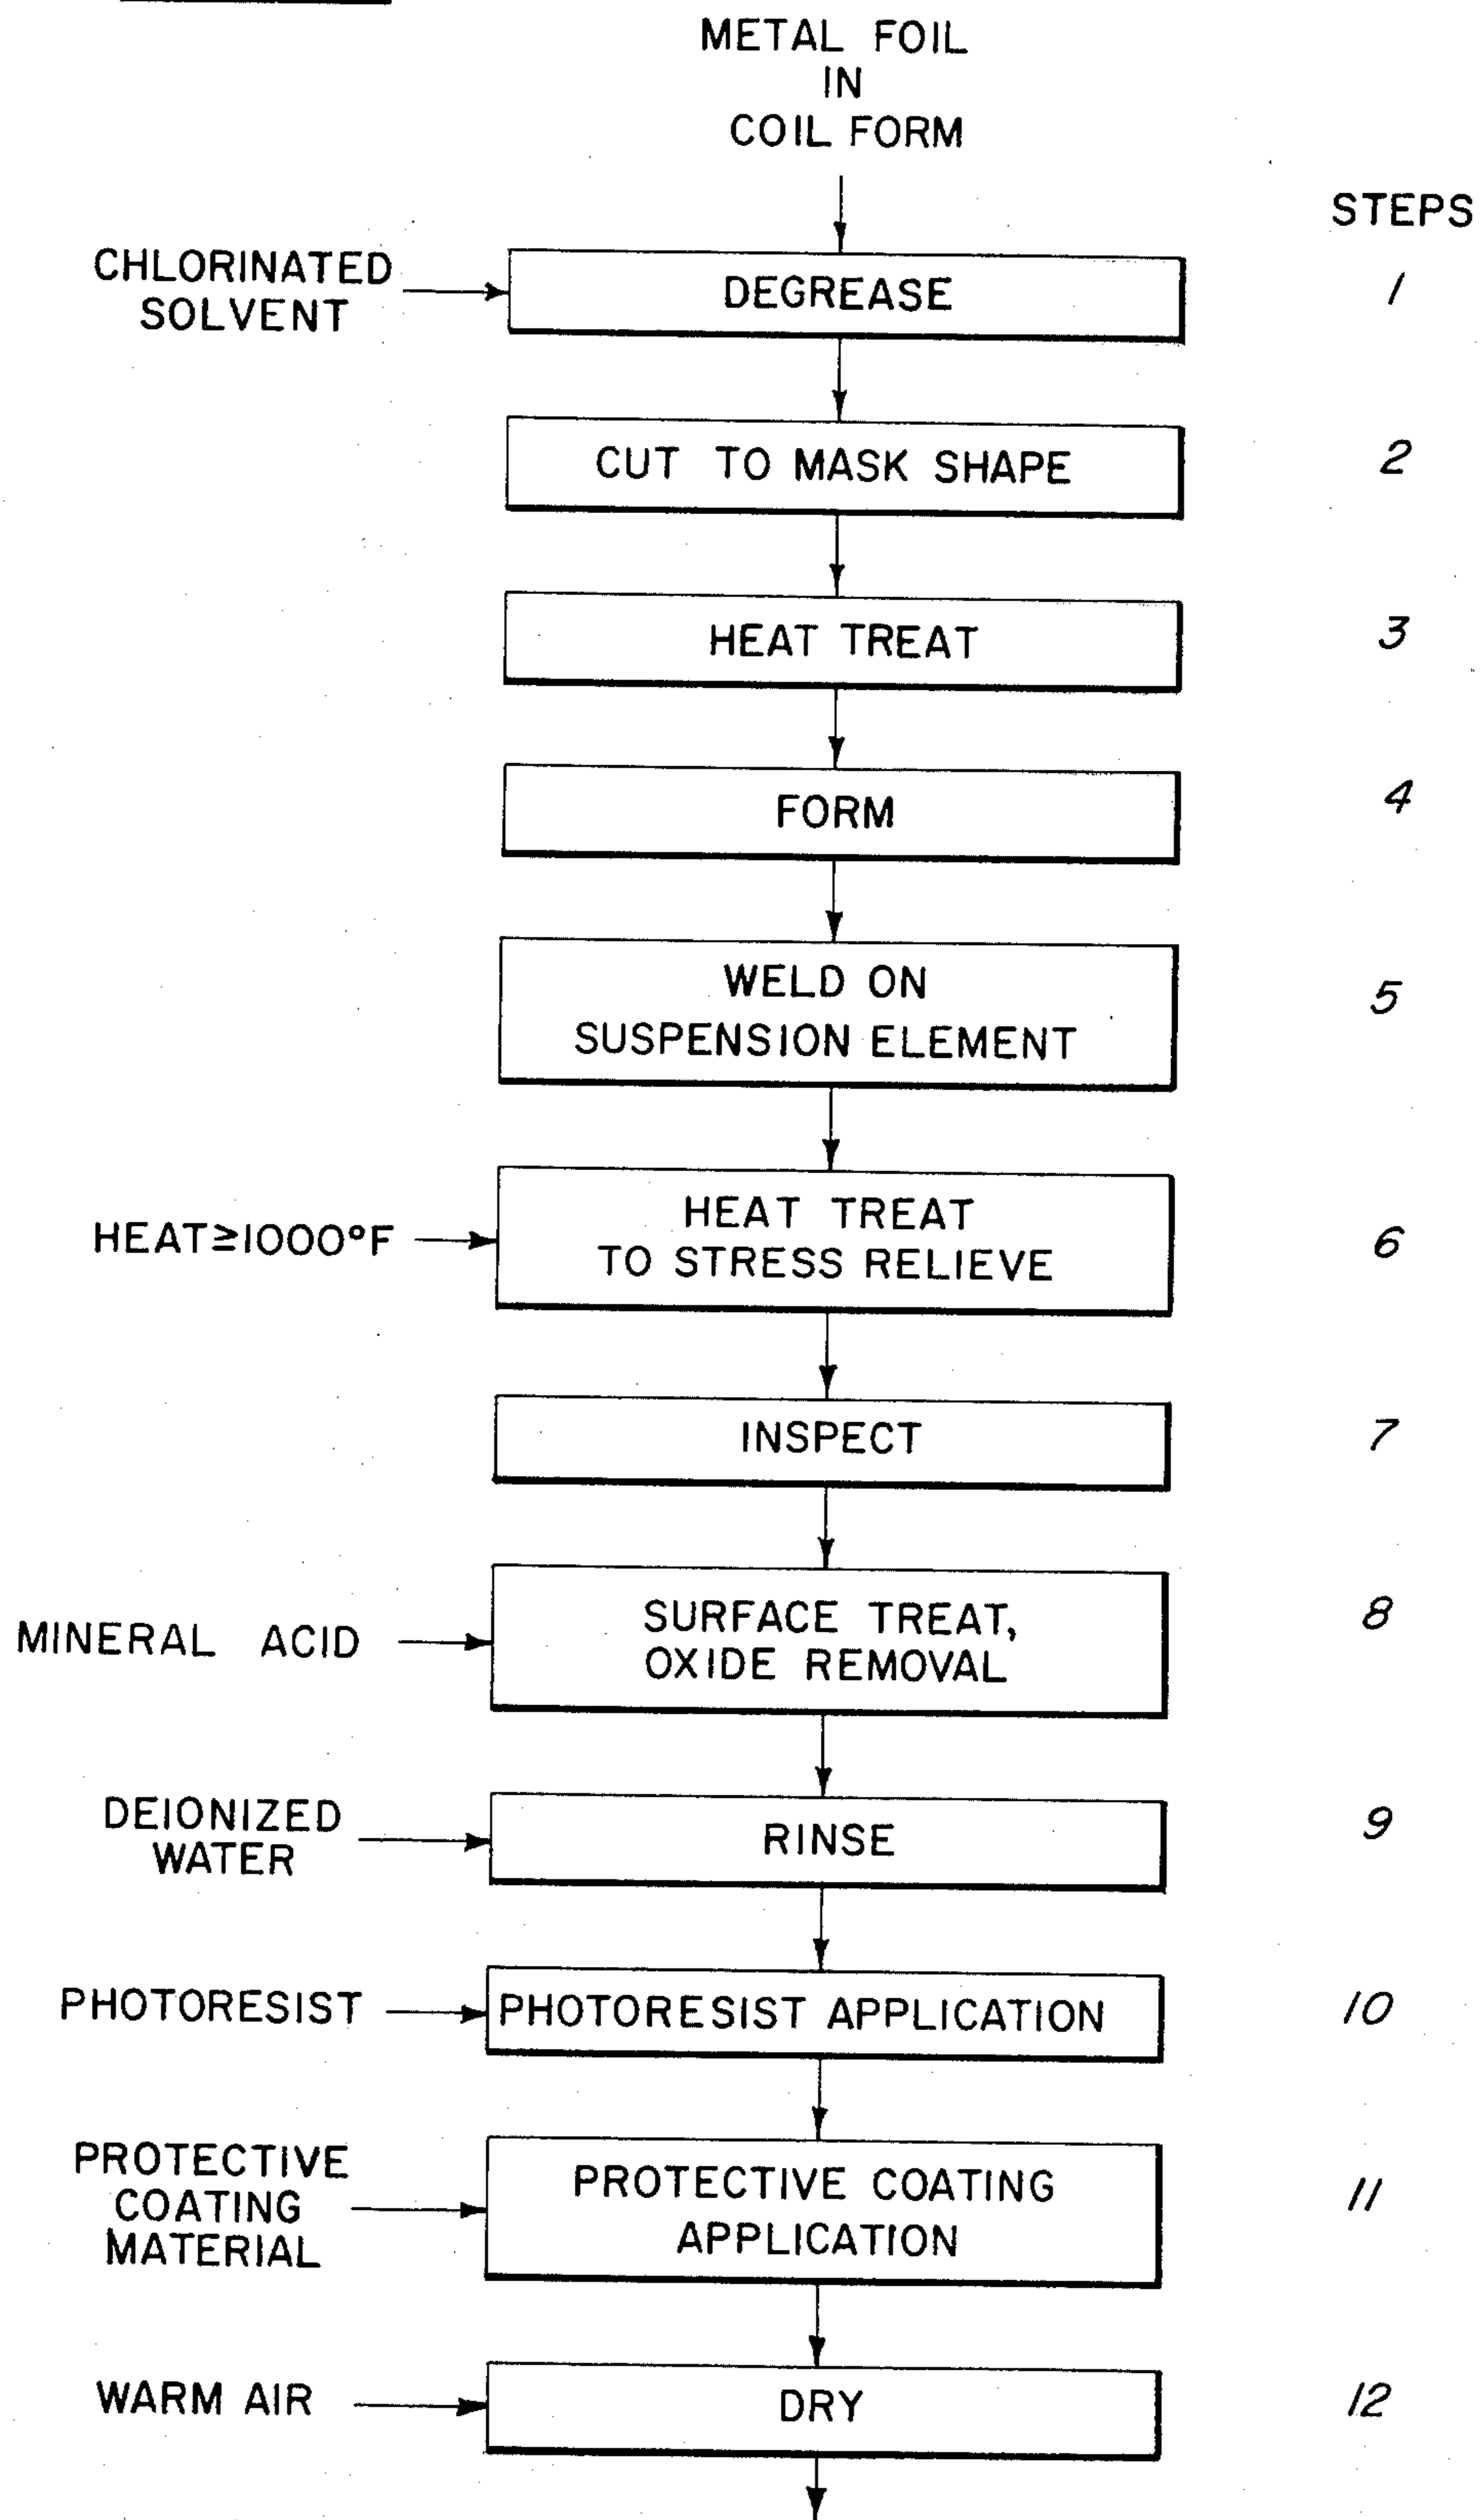 METAL FOIL
IN
COIL FORM
STEPS
CHLORINATED
SOLVENT
DEGREASE
1
CUT TO MASK SHAPE
2
HEAT TREAT
3
FORM
4
WELD ON
SUSPENSION ELEMENT
5
HEAT≥1000°F
HEAT TREAT
TO STRESS RELIEVE
6
INSPECT
7
MINERAL ACID
SURFACE TREAT,
OXIDE REMOVAL
8
DEIONIZED
WATER
RINSE
9
PHOTORESIST
PHOTORESIST APPLICATION
10
PROTECTIVE
COATING
MATERIAL
PROTECTIVE COATING
APPLICATION
11
WARM AIR
DRY
12